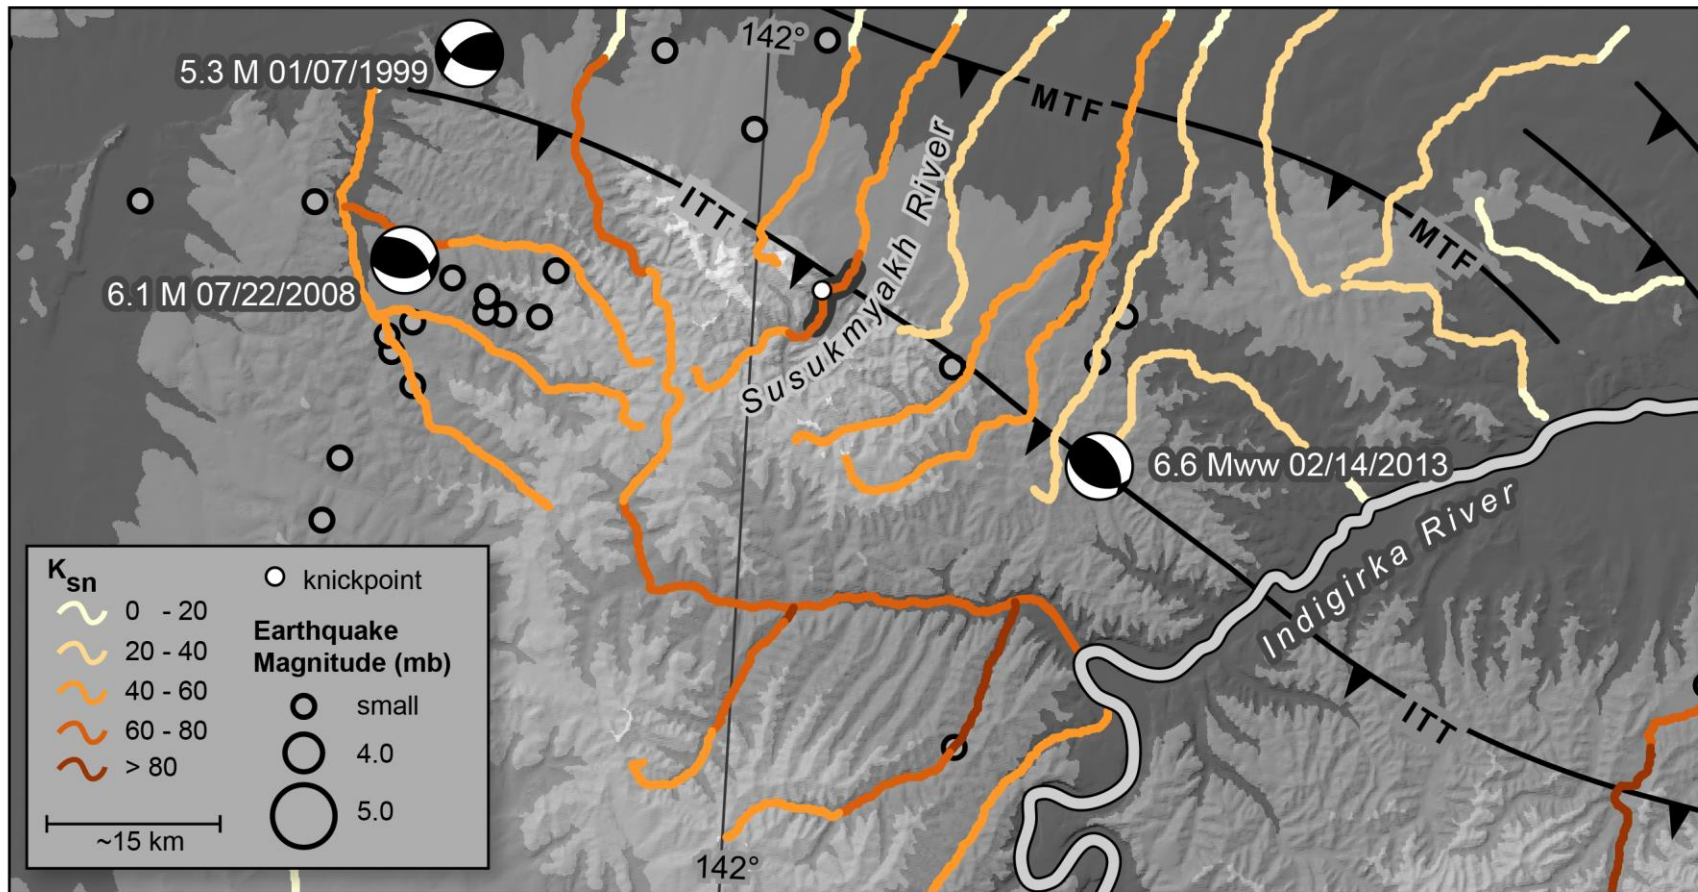 142°
5.3 M 01/07/1999
MTF
ITT
Susukmyakh River
MTF
6.1 M 07/22/2008
6.6 Mww 02/14/2013
Indigirka River
ITT
142°
Ksn
0 - 20
20 - 40
40 - 60
60 - 80
> 80
~15 km
knickpoint
Earthquake
Magnitude (mb)
small
4.0
5.0